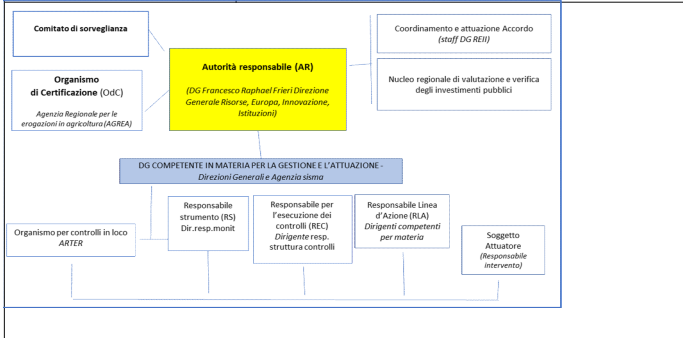 Comitato di sorveglianza
Autorità responsabile (AR)
(DG Francesco Raphael Frieri Direzione
Generale Risorse, Europa, Innovazione,
Istituzioni)
Coordinamento e attuazione Accordo
(staff DG REII)
Organismo
di Certificazione (OdC)
Agenzia Regionale per le
erogazioni in agricoltura (AGREA)
Nucleo regionale di valutazione e verifica
degli investimenti pubblici
DG COMPETENTE IN MATERIA PER LA GESTIONE E L'ATTUAZIONE -
Direzioni Generali e Agenzia sisma
Organismo per controlli in loco
ARTER
Responsabile
strumento (RS)
Dir.resp.monit
Responsabile per
l'esecuzione dei
controlli (REC)
Dirigente resp.
struttura controlli
Responsabile Linea
d'Azione (RLA)
Dirigenti competenti
per materia
Soggetto
Attuatore
(Responsabile
Intervento)